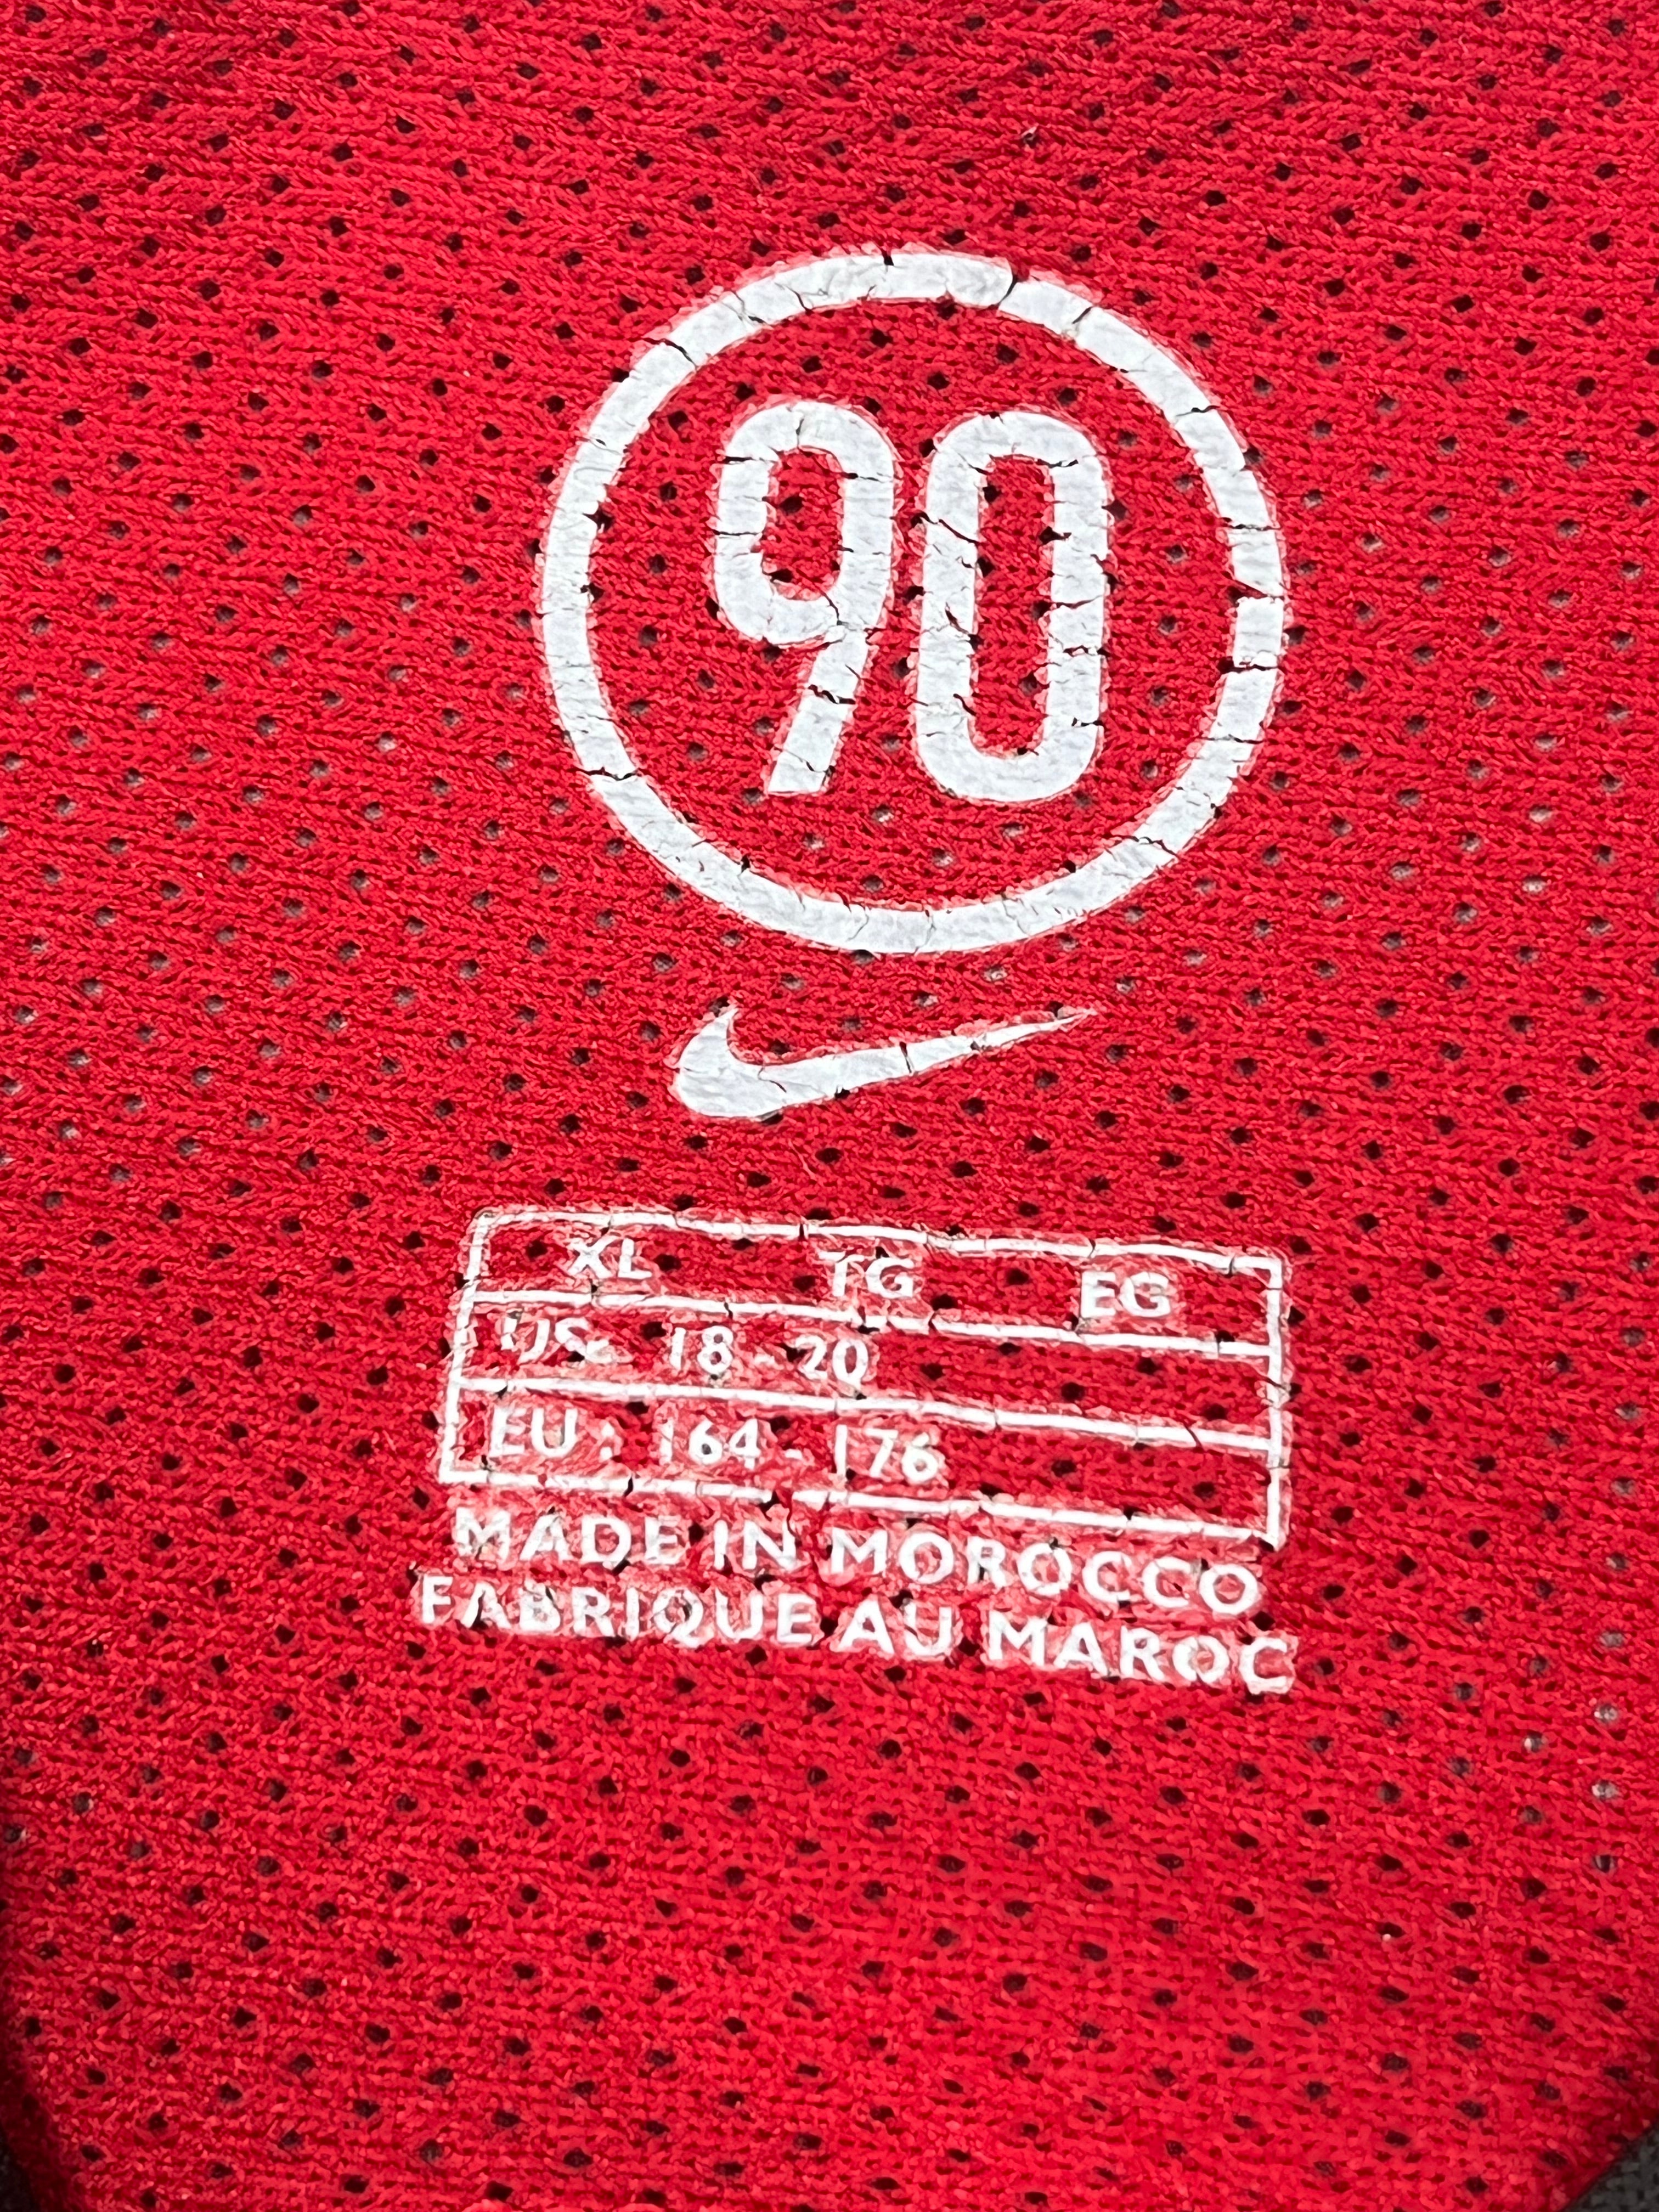 90
XL TG EG
US: 18 - 20
EU : 164 - 176
MADE IN MOROCCO
FABRIQUE AU MAROC